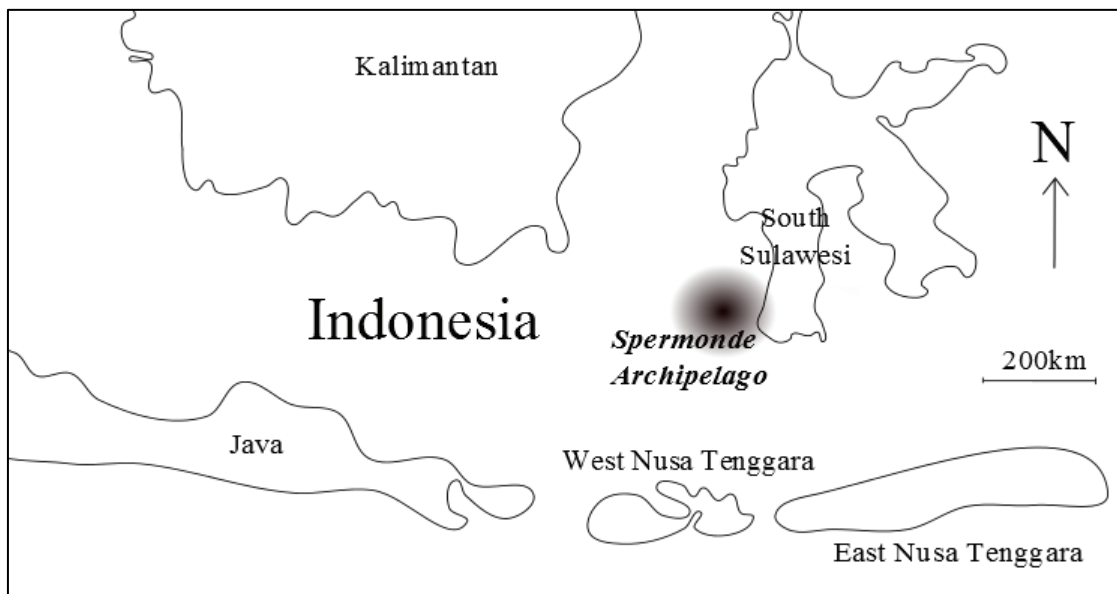 Kalimantan
N
South
Sulawesi
Indonesia
Spermonde
Archipelago
200km
Java
West Nusa Tenggara
East Nusa Tenggara